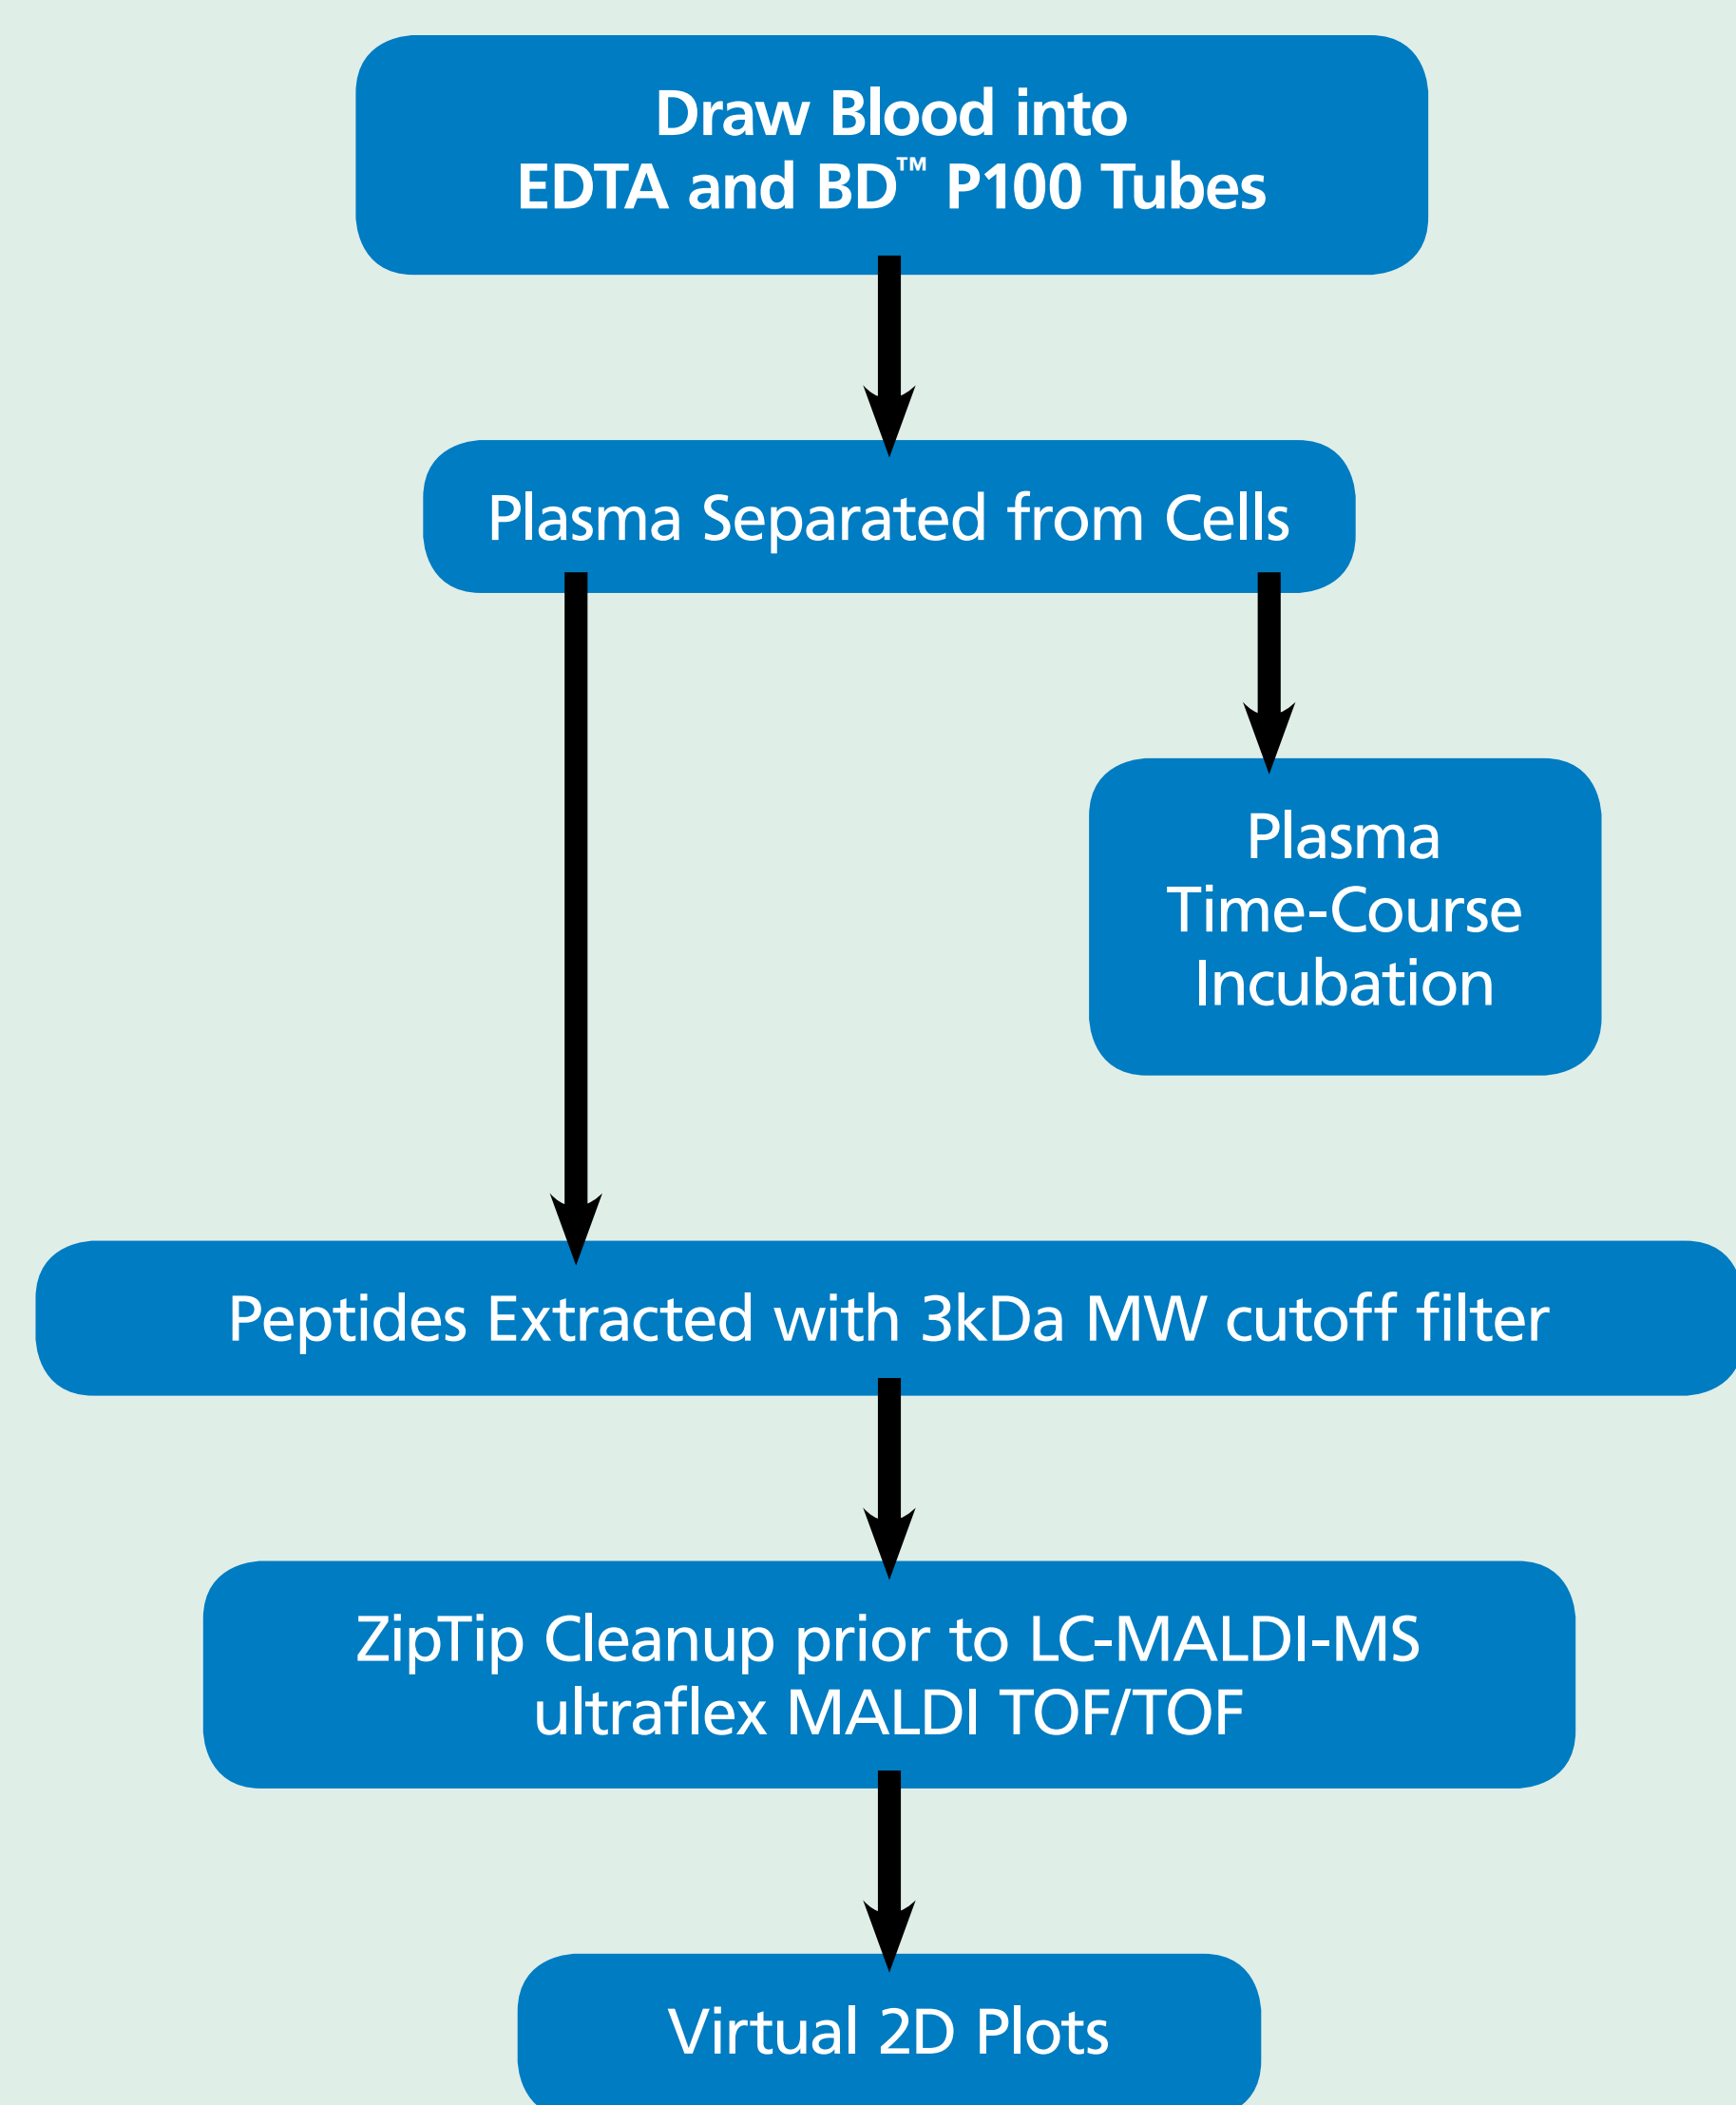 Draw Blood into
EDTA and BD™ P100 Tubes
Plasma Separated from Cells
Plasma
Time-Course
Incubation
Peptides Extracted with 3kDa MW cutoff filter
ZipTip Cleanup prior to LC-MALDI-MS
ultraflex MALDI TOF/TOF
Virtual 2D Plots